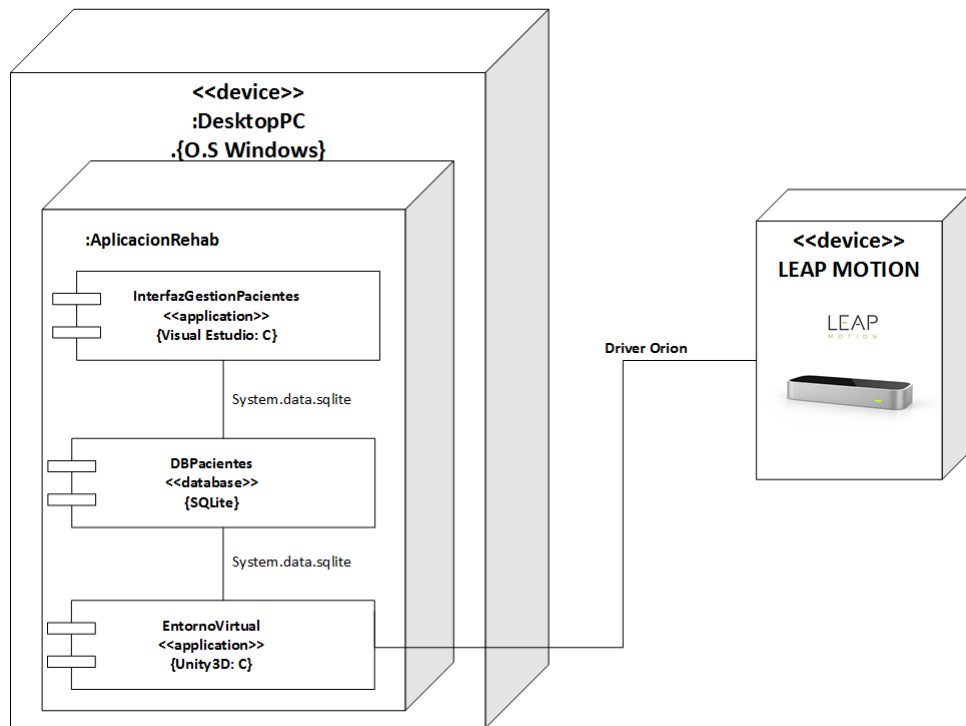 <<device>>
:DesktopPC
.{O.S Windows}
:AplicacionRehab
InterfazGestionPacientes
<<application>>
{Visual Estudio: C}
System.data.sqlite
DBPacientes
<<database>>
{SQLite}
System.data.sqlite
EntornoVirtual
<<application>>
{Unity3D: C}
Driver Orion
<<device>>
LEAP MOTION
LEAP
MOTION